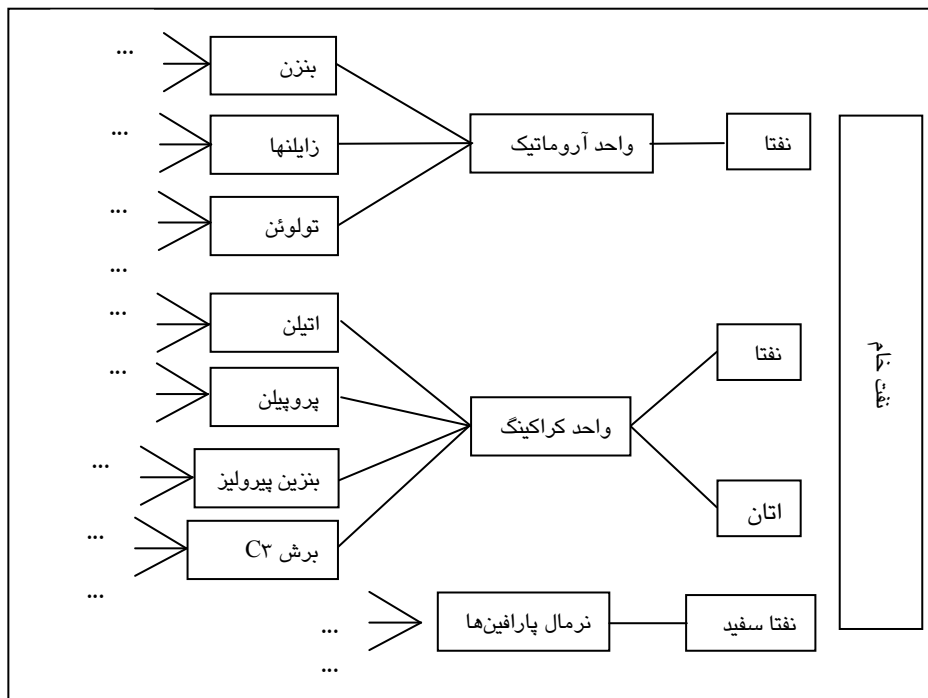 نفت خام
نفتا
واحد آروماتیک
بنزن
...
زایلنها
...
تولوئن
...
...
نفتا
اتان
واحد کراکینگ
اتیلن
...
پروپیلن
...
بنزین پیرولیز
...
برش C۳
...
...
نفتا سفید
نرمال پارافین‌ها
...
...